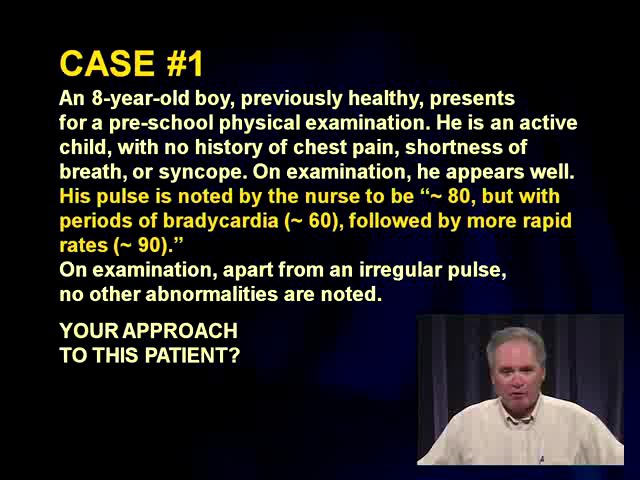 CASE #1
An 8-year-old boy, previously healthy, presents
for a pre-school physical examination. He is an active
child, with no history of chest pain, shortness of
breath, or syncope. On examination, he appears well.
His pulse is noted by the nurse to be “~ 80, but with
periods of bradycardia (~ 60), followed by more rapid
rates (~ 90).”
On examination, apart from an irregular pulse,
no other abnormalities are noted.
YOUR APPROACH
TO THIS PATIENT?